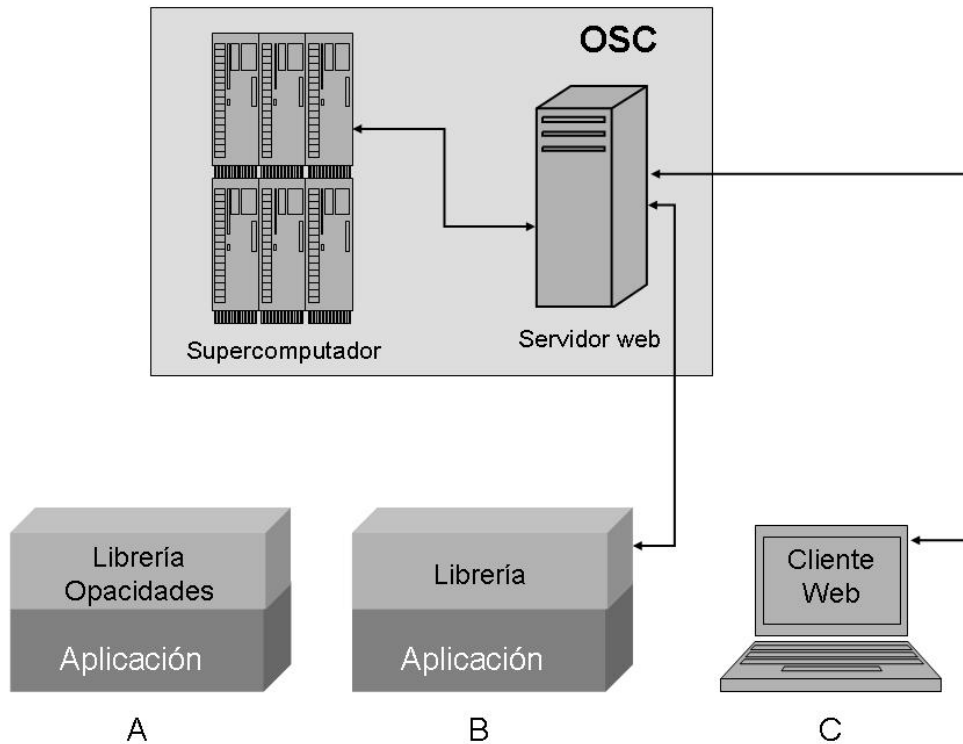 OSC
Supercomputador
Servidor web
Librería
Opacidades
Aplicación
A
Librería
Aplicación
B
Cliente
Web
C